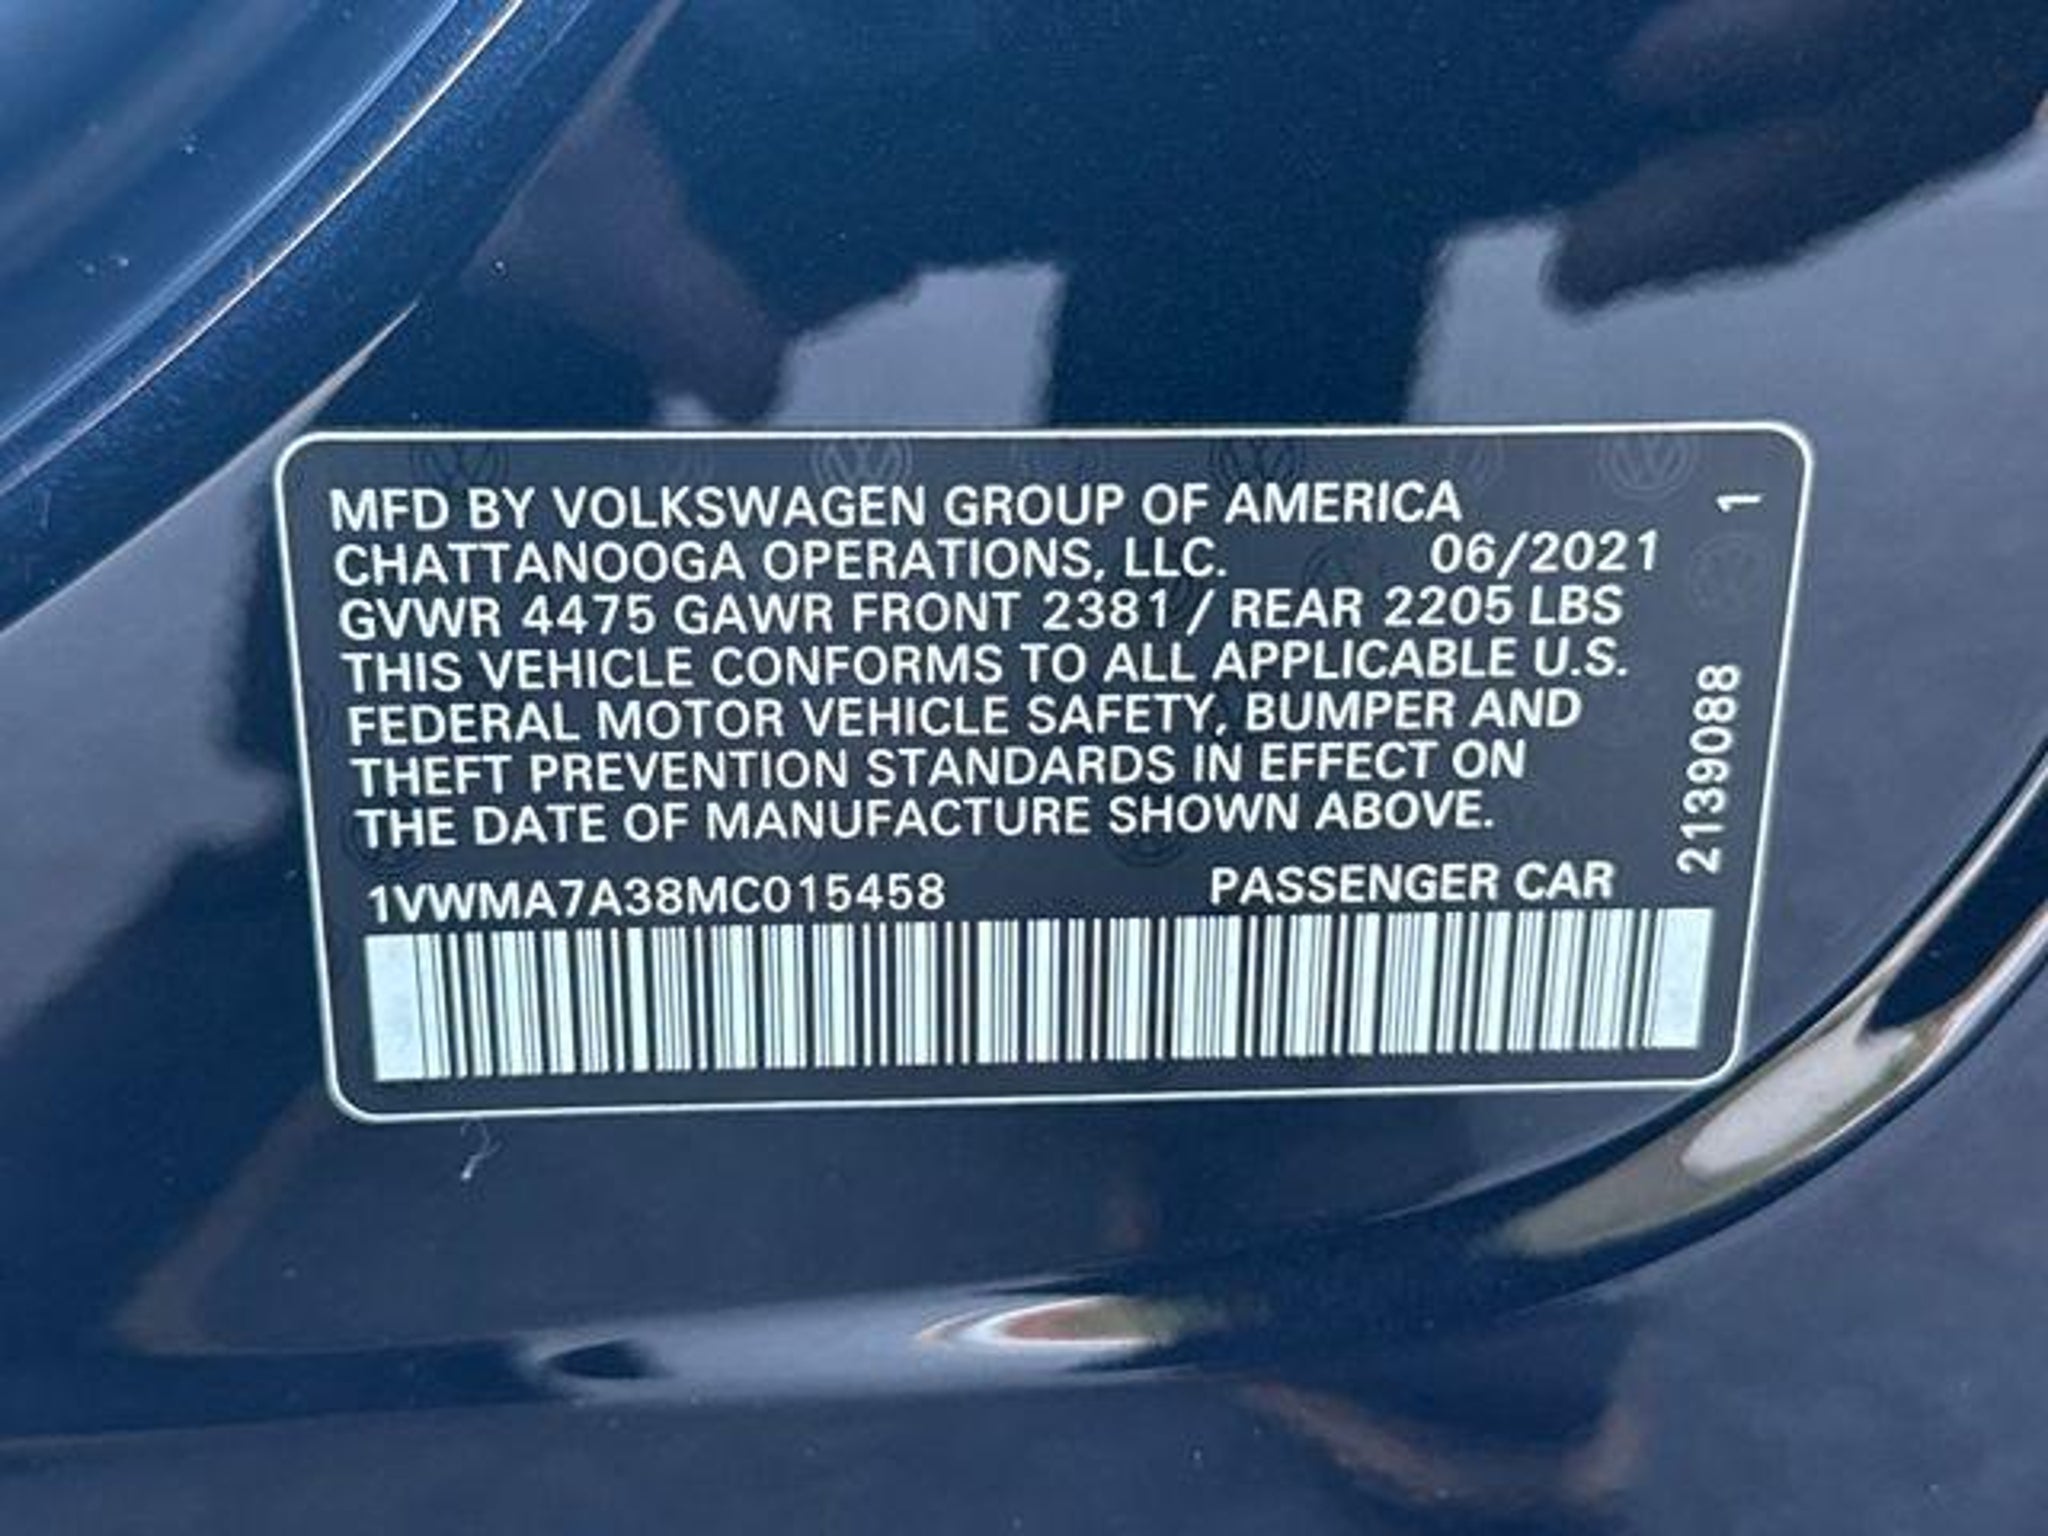 MFD BY VOLKSWAGEN GROUP OF AMERICA
CHATTANOOGA OPERATIONS, LLC. 06/2021
GVWR 4475 GAWR FRONT 2381 / REAR 2205 LBS
THIS VEHICLE CONFORMS TO ALL APPLICABLE U.S.
FEDERAL MOTOR VEHICLE SAFETY, BUMPER AND
THEFT PREVENTION STANDARDS IN EFFECT ON
THE DATE OF MANUFACTURE SHOWN ABOVE.
1VWMA7A38MC015458 PASSENGER CAR
2139088 1